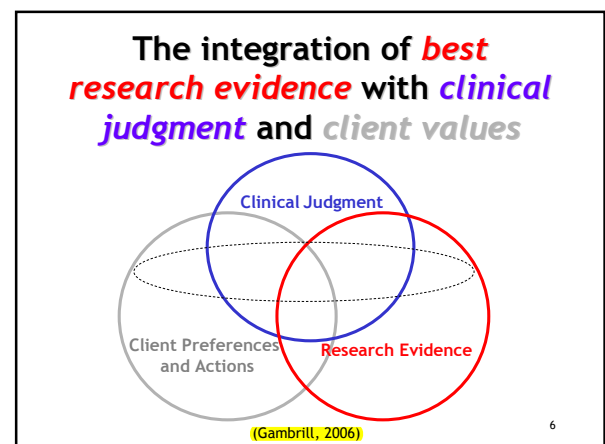 The integration of best
research evidence with clinical
judgment and client values
Clinical Judgment
Client Preferences
and Actions
Research Evidence
(Gambrill, 2006)
6